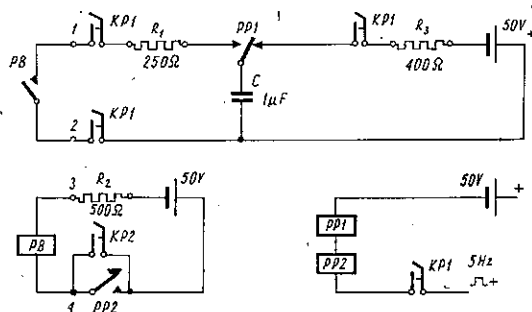 1 KP1 R1 PP1 KP1 R3 50V +
250Ω 400Ω
PB C
1μF
2 KP1
3 R2 50V
500Ω
PB KP2
4 PP2
50V +
PP1
PP2 KP1 5Hz +